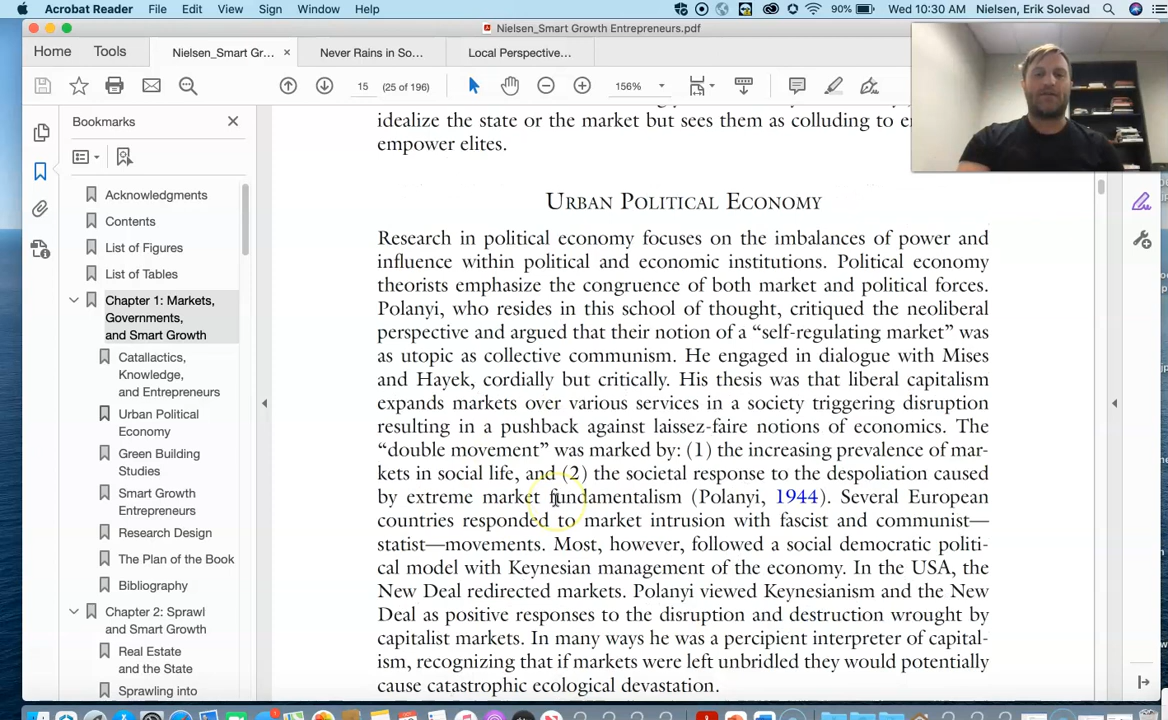 Acrobat Reader File Edit View Sign Window Help 90% Wed 10:30 AM Nielsen, Erik Solevad
Nielsen_Smart Growth Entrepreneurs.pdf
Home Tools Nielsen_Smart Gr... × Never Rains in So... Local Perspective...
15 (25 of 196) 156%
Bookmarks
Acknowledgments
Contents
List of Figures
List of Tables
Chapter 1: Markets,
Governments,
and Smart Growth
Catallactics,
Knowledge,
and Entrepreneurs
Urban Political
Economy
Green Building
Studies
Smart Growth
Entrepreneurs
Research Design
The Plan of the Book
Bibliography
Chapter 2: Sprawl
and Smart Growth
Real Estate
and the State
Sprawling into
idealize the state or the market but sees them as colluding to
empower elites.
URBAN POLITICAL ECONOMY
Research in political economy focuses on the imbalances of power and
influence within political and economic institutions. Political economy
theorists emphasize the congruence of both market and political forces.
Polanyi, who resides in this school of thought, critiqued the neoliberal
perspective and argued that their notion of a “self-regulating market” was
as utopic as collective communism. He engaged in dialogue with Mises
and Hayek, cordially but critically. His thesis was that liberal capitalism
expands markets over various services in a society triggering disruption
resulting in a pushback against laissez-faire notions of economics. The
“double movement” was marked by: (1) the increasing prevalence of mar-
kets in social life, and (2) the societal response to the despoliation caused
by extreme market fundamentalism (Polanyi, 1944). Several European
countries responded to market intrusion with fascist and communist—
statist—movements. Most, however, followed a social democratic politi-
cal model with Keynesian management of the economy. In the USA, the
New Deal redirected markets. Polanyi viewed Keynesianism and the New
Deal as positive responses to the disruption and destruction wrought by
capitalist markets. In many ways he was a percipient interpreter of capital-
ism, recognizing that if markets were left unbridled they would potentially
cause catastrophic ecological devastation.